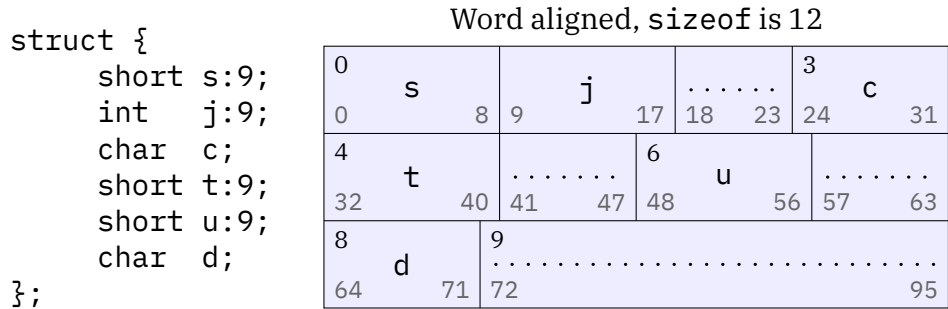 Word aligned, sizeof is 12
struct {
short s:9;
int j:9;
char c;
short t:9;
short u:9;
char d;
};
0 3
s j ...... c
0 8 9 17 18 23 24 31
4 6
t ....... u .......
32 40 41 47 48 56 57 63
8 9
d ..............................
64 71 72 95